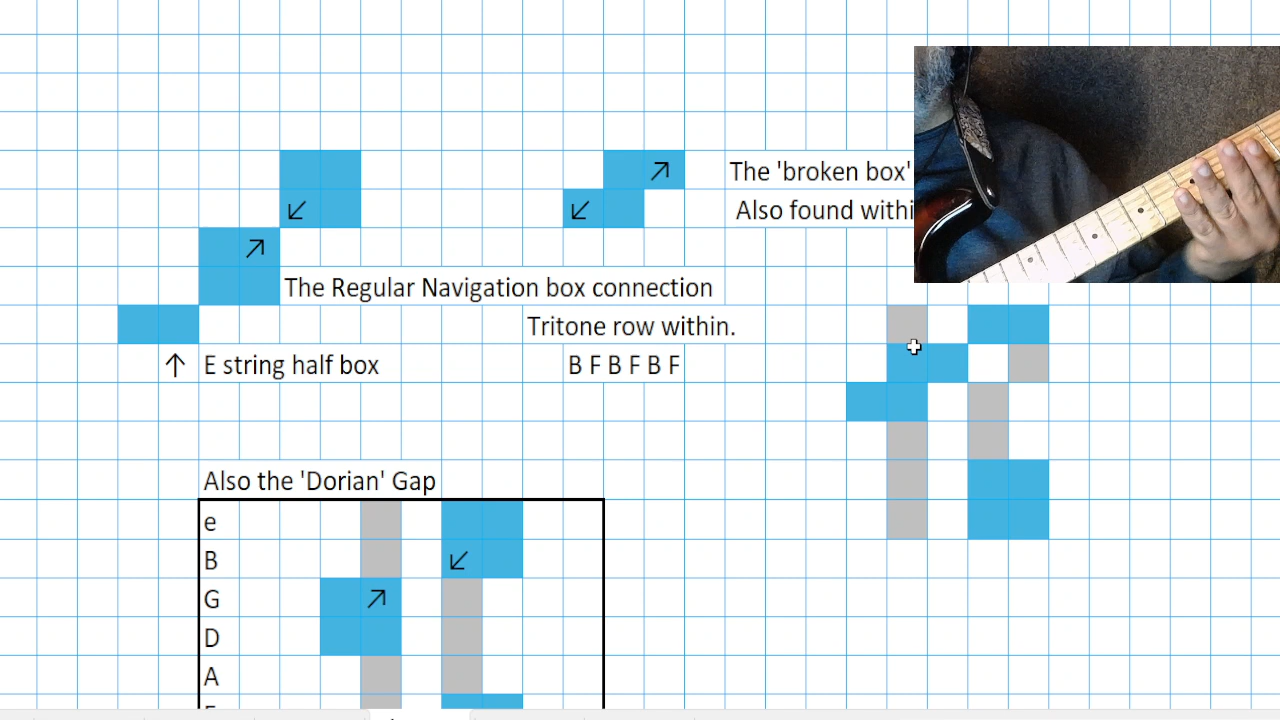 The 'broken box'
Also found withi
The Regular Navigation box connection
Tritone row within.
E string half box
B F B F B F
Also the 'Dorian' Gap
e
B
G
D
A